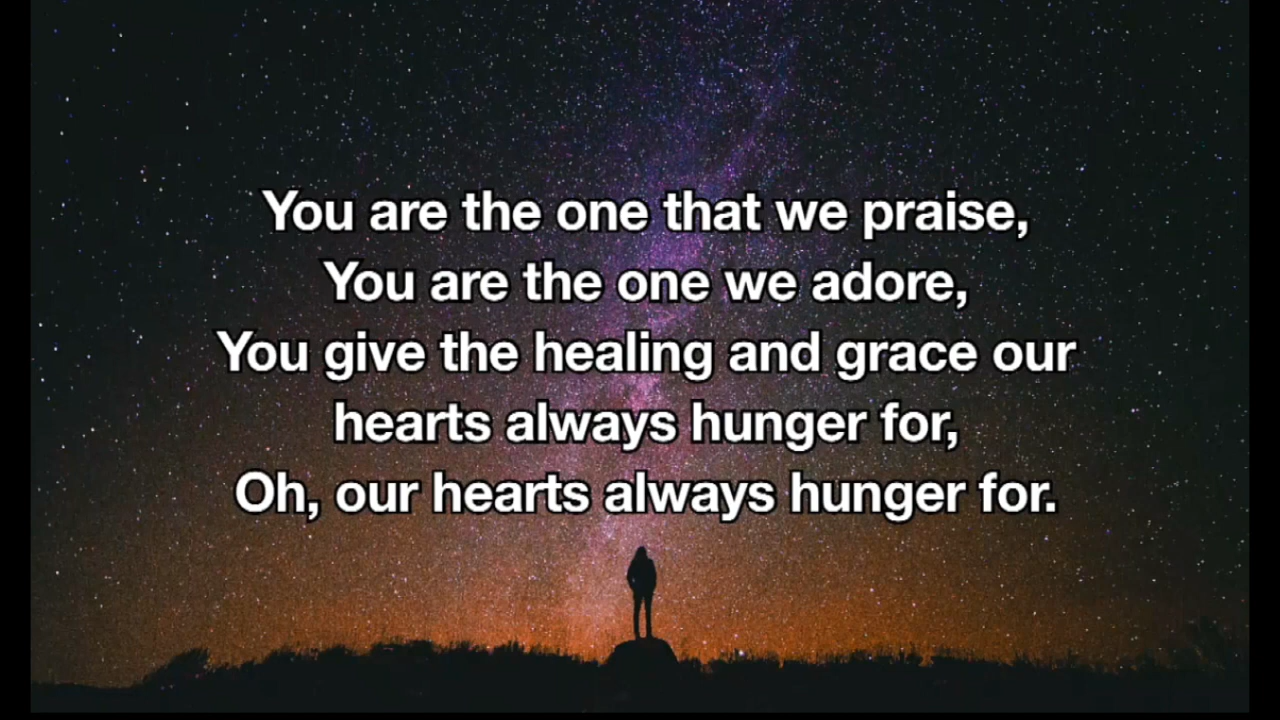 You are the one that we praise,
You are the one we adore,
You give the healing and grace our
hearts always hunger for,
Oh, our hearts always hunger for.